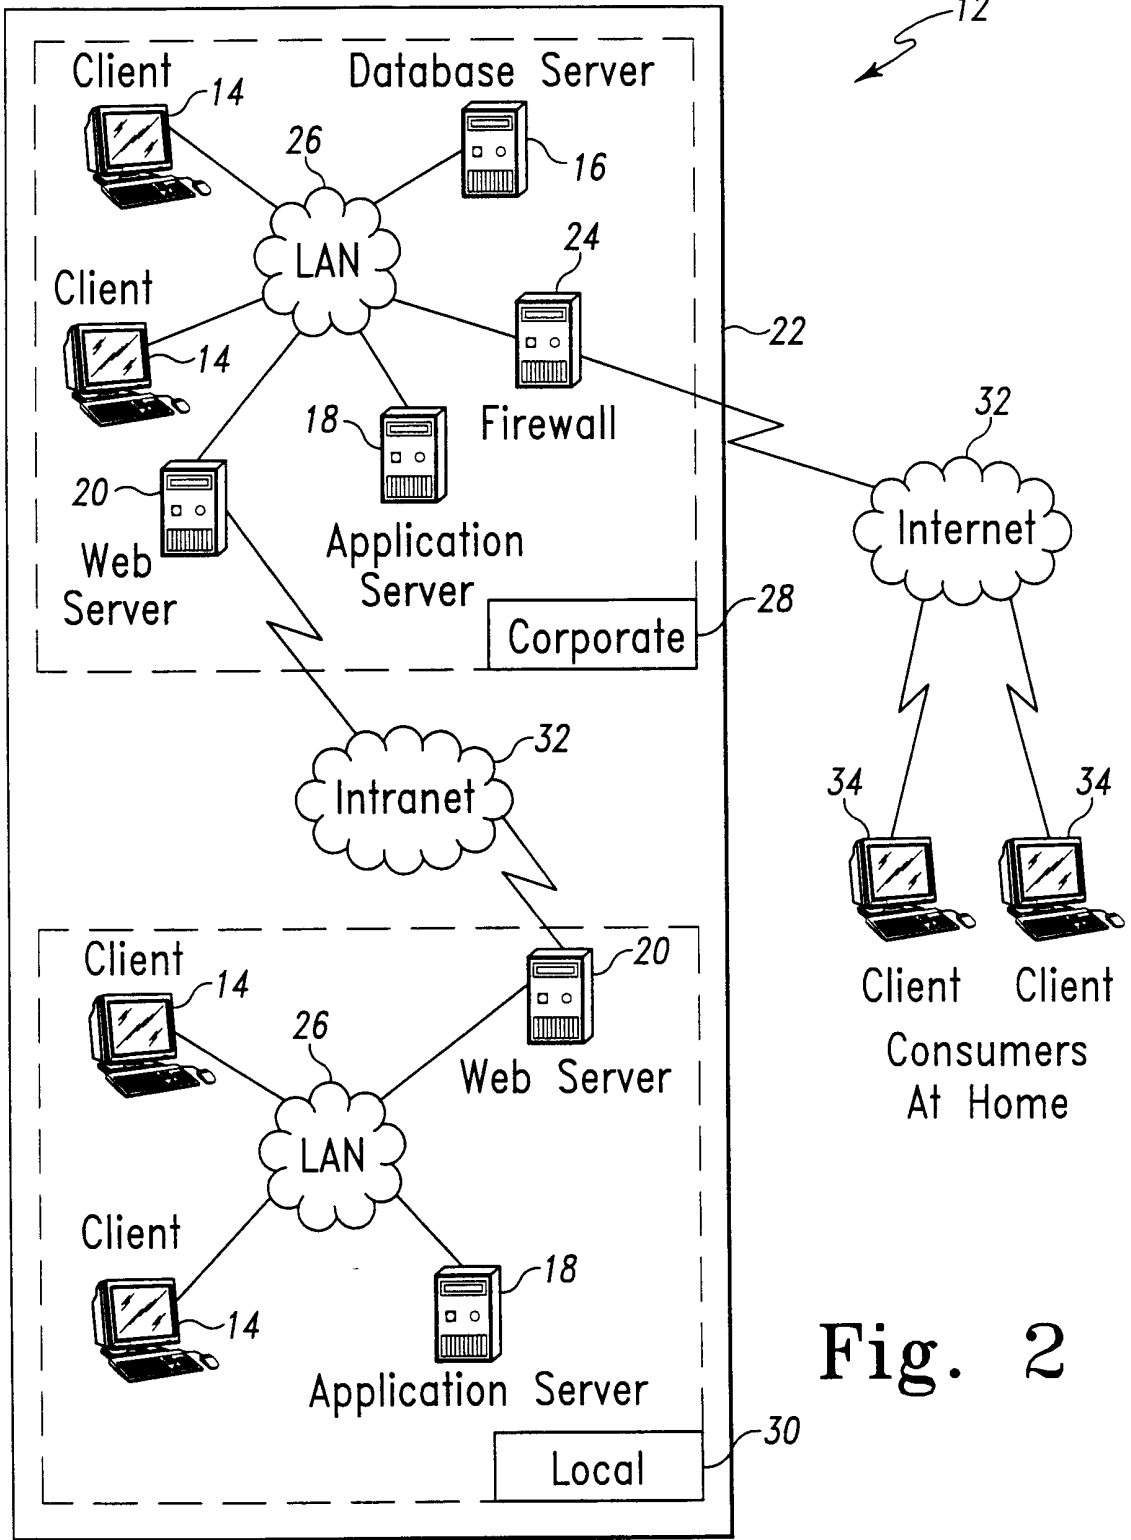 12
Client
Database Server
14
26
16
LAN
24
Client
22
14
18
Firewall
32
20
Internet
Web
Server
Application
Server
28
Corporate
32
Intranet
34
34
Client
20
Client
Client
14
26
Web Server
Consumers
At Home
LAN
Client
18
14
Fig. 2
Application Server
30
Local